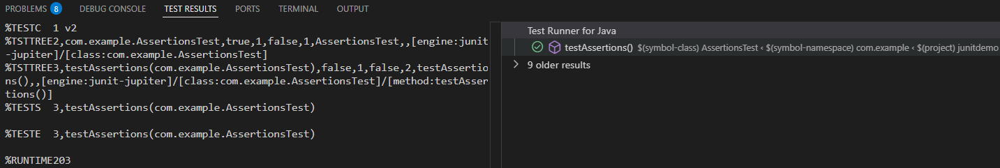 PROBLEMS 8 DEBUG CONSOLE TEST RESULTS PORTS TERMINAL OUTPUT
%TESTC  1 v2
%TSTTREE2,com.example.AssertionsTest,true,1,false,1,AssertionsTest,,[engine:junit
-jupiter]/[class:com.example.AssertionsTest]
%TSTTREE3,testAssertions(com.example.AssertionsTest),false,1,false,2,testAssertio
ns(),,[engine:junit-jupiter]/[class:com.example.AssertionsTest]/[method:testAsser
tions()]
%TESTS  3,testAssertions(com.example.AssertionsTest)
%TESTE  3,testAssertions(com.example.AssertionsTest)
%RUNTIME203
Test Runner for Java
testAssertions() $(symbol-class) AssertionsTest < $(symbol-namespace) com.example < $(project) junitdemo
9 older results